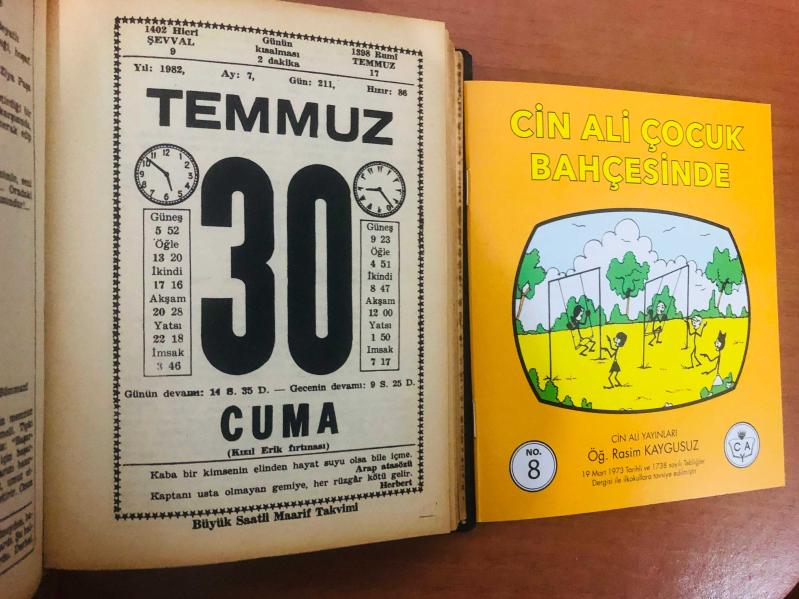 1402 Hicri
ŞEVVAL
9
Günün
kısalması
2 dakika
1398 Rumî
TEMMUZ
17
Yıl: 1982, Ay: 7, Gün: 211, Hızır: 86
TEMMUZ
30
Güneş
5 52
Öğle
13 20
İkindi
17 16
Akşam
20 28
Yatsı
22 18
İmsak
3 46
Güneş
9 23
Öğle
4 51
İkindi
8 47
Akşam
12 00
Yatsı
1 50
İmsak
7 17
Günün devamı: 14 S. 35 D. — Gecenin devamı: 9 S. 25 D.
CUMA
(Kızıl Erik fırtınası)
Kaba bir kimsenin elinden hayat suyu olsa bile içme.
Arap atasözü
Kaptanı usta olmayan gemiye, her rüzgâr kötü gelir.
Herbert
Büyük Saatli Maarif Takvimi
CİN ALİ ÇOCUK
BAHÇESİNDE
CİN ALİ YAYINLARI
Öğ. Rasim KAYGUSUZ
19 Mart 1973 Tarihli ve 1738 sayılı Tebliğler
Dergisi ile ilkokullara tavsiye edilmiştir
NO.
8
C A